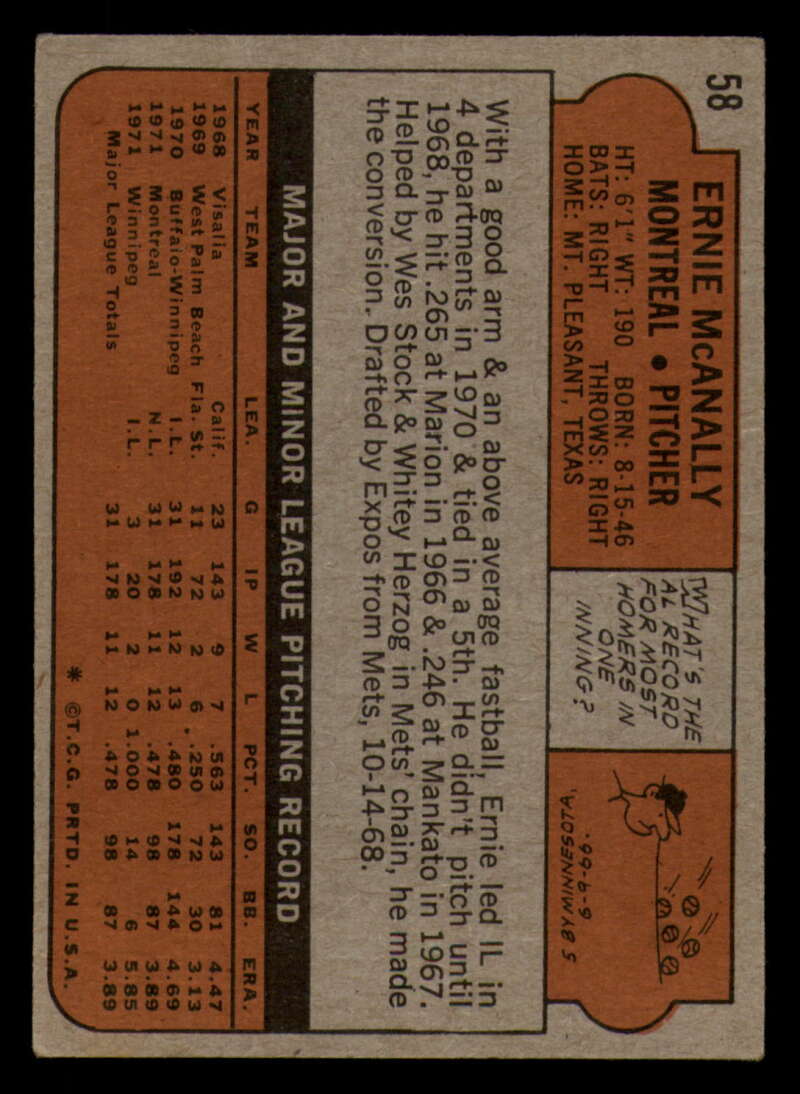 58
ERNIE McANALLY
MONTREAL • PITCHER
HT: 6'1" WT: 190 BORN: 8-15-46
BATS: RIGHT THROWS: RIGHT
HOME: MT. PLEASANT, TEXAS
WHAT'S THE
AL RECORD
FOR MOST
HOMERS IN
ONE
INNING?
5 BY MINNESOTA,
6-9-66.
With a good arm & an above average fastball, Ernie led IL in
4 departments in 1970 & tied in a 5th. He didn't pitch until
1968, he hit .265 at Marion in 1966 & .246 at Mankato in 1967.
Helped by Wes Stock & Whitey Herzog in Mets' chain, he made
the conversion. Drafted by Expos from Mets, 10-14-68.
MAJOR AND MINOR LEAGUE PITCHING RECORD
YEAR TEAM LEA. G IP W L PCT. SO. BB. ERA.
1968 Visalia Calif. 23 143 9 7 .563 143 81 4.47
1969 West Palm Beach Fla. St. 11 72 2 6 .250 72 30 3.13
1970 Buffalo-Winnipeg I.L. 31 192 12 13 .480 178 144 4.69
1971 Montreal N.L. 31 178 11 12 .478 98 87 3.89
1971 Winnipeg I.L. 3 20 2 0 1.000 14 6 5.85
Major League Totals 31 178 11 12 .478 98 87 3.89
* ©T.C.G. PRTD. IN U.S.A.